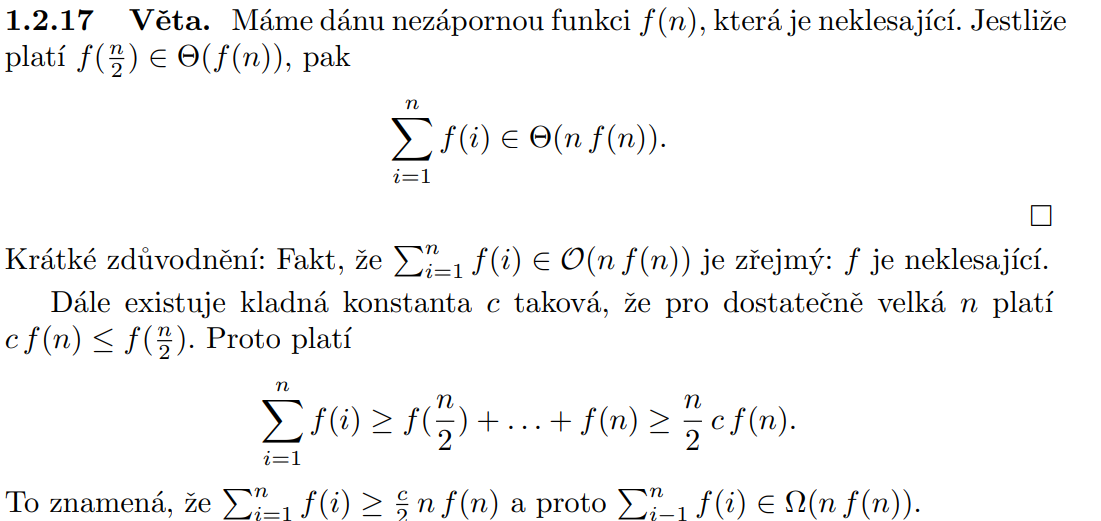 1.2.17 Věta. Máme dánu nezápornou funkci f(n), která je neklesající. Jestliže
platí f(n/2) ∈ Θ(f(n)), pak
∑_{i=1}^{n} f(i) ∈ Θ(n f(n)).
□
Krátké zdůvodnění: Fakt, že ∑_{i=1}^{n} f(i) ∈ 𝒪(n f(n)) je zřejmý: f je neklesající.
Dále existuje kladná konstanta c taková, že pro dostatečně velká n platí
c f(n) ≤ f(n/2). Proto platí
∑_{i=1}^{n} f(i) ≥ f(n/2) + … + f(n) ≥ n/2 c f(n).
To znamená, že ∑_{i=1}^{n} f(i) ≥ c/2 n f(n) a proto ∑_{i−1}^{n} f(i) ∈ Ω(n f(n)).